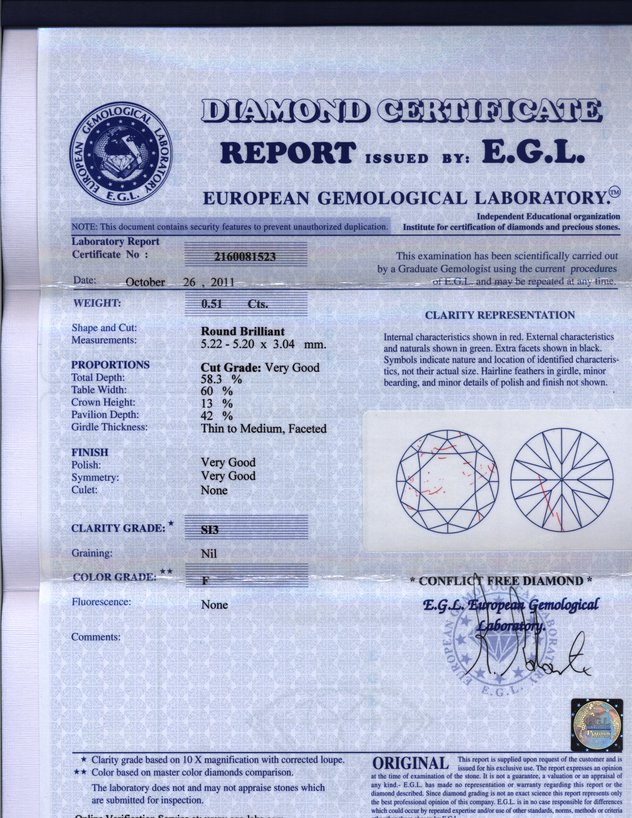 DIAMOND CERTIFICATE
REPORT ISSUED BY: E.G.L.
EUROPEAN GEMOLOGICAL LABORATORY.™
EUROPEAN GEMOLOGICAL LABORATORY
E.G.L.
Independent Educational organization
NOTE: This document contains security features to prevent unauthorized duplication.
Institute for certification of diamonds and precious stones.
Laboratory Report
Certificate No : 2160081523
Date: October 26 , 2011
This examination has been scientifically carried out
by a Graduate Gemologist using the current procedures
of E.G.L. and may be repeated at any time.
WEIGHT: 0.51 Cts.
Shape and Cut: Round Brilliant
Measurements: 5.22 - 5.20 x 3.04 mm.
PROPORTIONS Cut Grade: Very Good
Total Depth: 58.3 %
Table Width: 60 %
Crown Height: 13 %
Pavilion Depth: 42 %
Girdle Thickness: Thin to Medium, Faceted
FINISH
Polish: Very Good
Symmetry: Very Good
Culet: None
CLARITY GRADE: * SI3
Graining: Nil
COLOR GRADE: ** F
Fluorescence: None
Comments:
CLARITY REPRESENTATION
Internal characteristics shown in red. External characteristics
and naturals shown in green. Extra facets shown in black.
Symbols indicate nature and location of identified characteris-
tics, not their actual size. Hairline feathers in girdle, minor
bearding, and minor details of polish and finish not shown.
* CONFLICT FREE DIAMOND *
E.G.L. European Gemological
Laboratory.
E.G.L.
* Clarity grade based on 10 X magnification with corrected loupe.
** Color based on master color diamonds comparison.
The laboratory does not and may not appraise stones which
are submitted for inspection.
ORIGINAL This report is supplied upon request of the customer and is
issued for his exclusive use. The report expresses an opinion
at the time of examination of the stone. It is not a guarantee, a valuation or an appraisal of
any kind.- E.G.L. has made no representation or warranty regarding this report or the
diamond described. Since diamond grading is not an exact science this report represents only
the best professional opinion of this company. E.G.L. is in no case responsible for differences
which could occur by repeated expertise and/or use of other standards, norms, methods or criteria